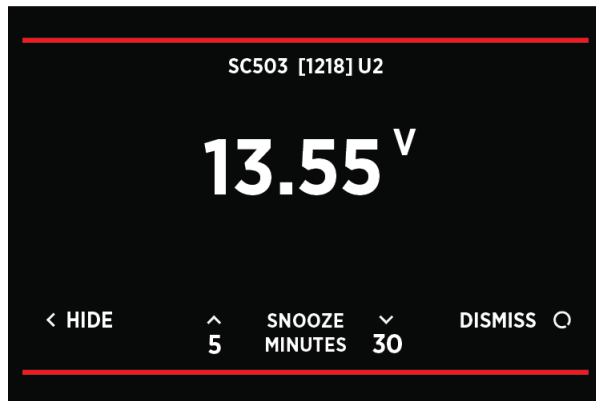 SC503 [1218] U2
13.55 V
< HIDE ^ SNOOZE ⌄ DISMISS
5 MINUTES 30